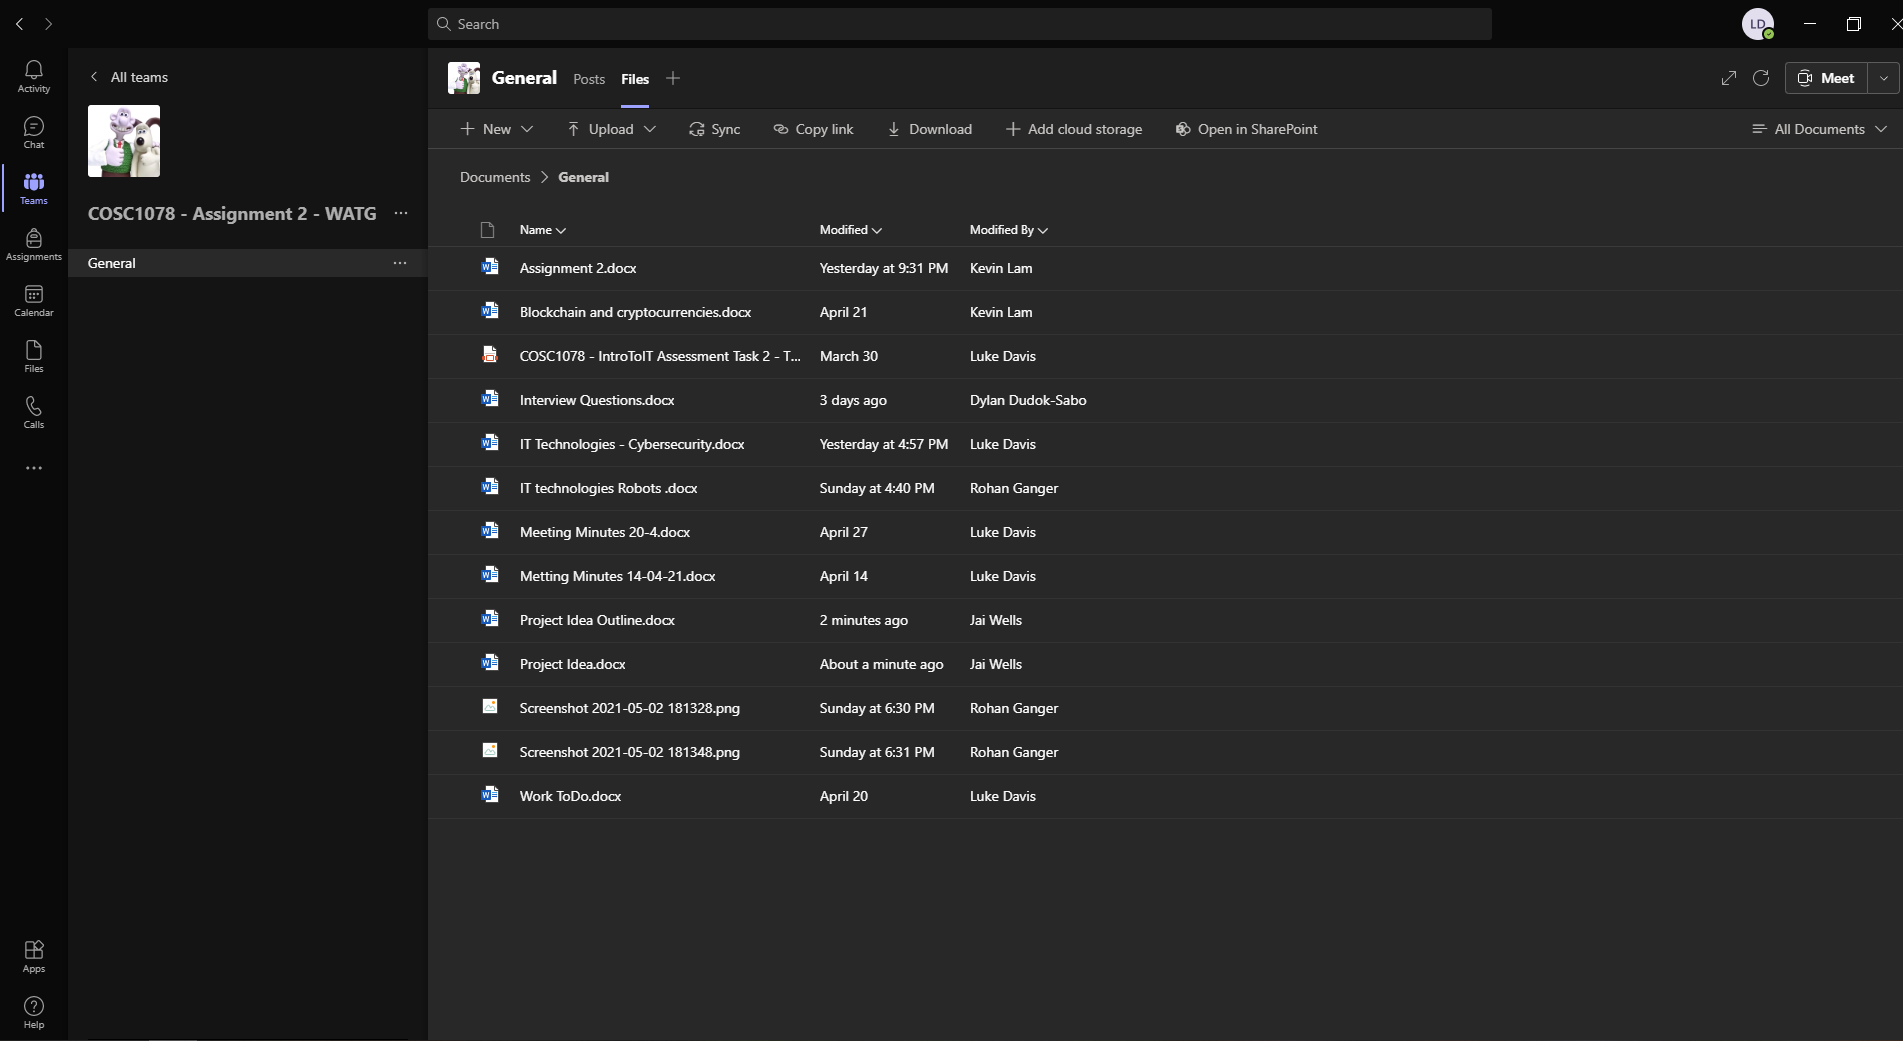 Search
LD
Activity
Chat
Teams
Assignments
Calendar
Files
Calls
Apps
Help
All teams
COSC1078 - Assignment 2 - WATG
General
General Posts Files
Meet
New Upload Sync Copy link Download Add cloud storage Open in SharePoint All Documents
Documents > General
Name Modified Modified By
Assignment 2.docx Yesterday at 9:31 PM Kevin Lam
Blockchain and cryptocurrencies.docx April 21 Kevin Lam
COSC1078 - IntroToIT Assessment Task 2 - T... March 30 Luke Davis
Interview Questions.docx 3 days ago Dylan Dudok-Sabo
IT Technologies - Cybersecurity.docx Yesterday at 4:57 PM Luke Davis
IT technologies Robots .docx Sunday at 4:40 PM Rohan Ganger
Meeting Minutes 20-4.docx April 27 Luke Davis
Metting Minutes 14-04-21.docx April 14 Luke Davis
Project Idea Outline.docx 2 minutes ago Jai Wells
Project Idea.docx About a minute ago Jai Wells
Screenshot 2021-05-02 181328.png Sunday at 6:30 PM Rohan Ganger
Screenshot 2021-05-02 181348.png Sunday at 6:31 PM Rohan Ganger
Work ToDo.docx April 20 Luke Davis